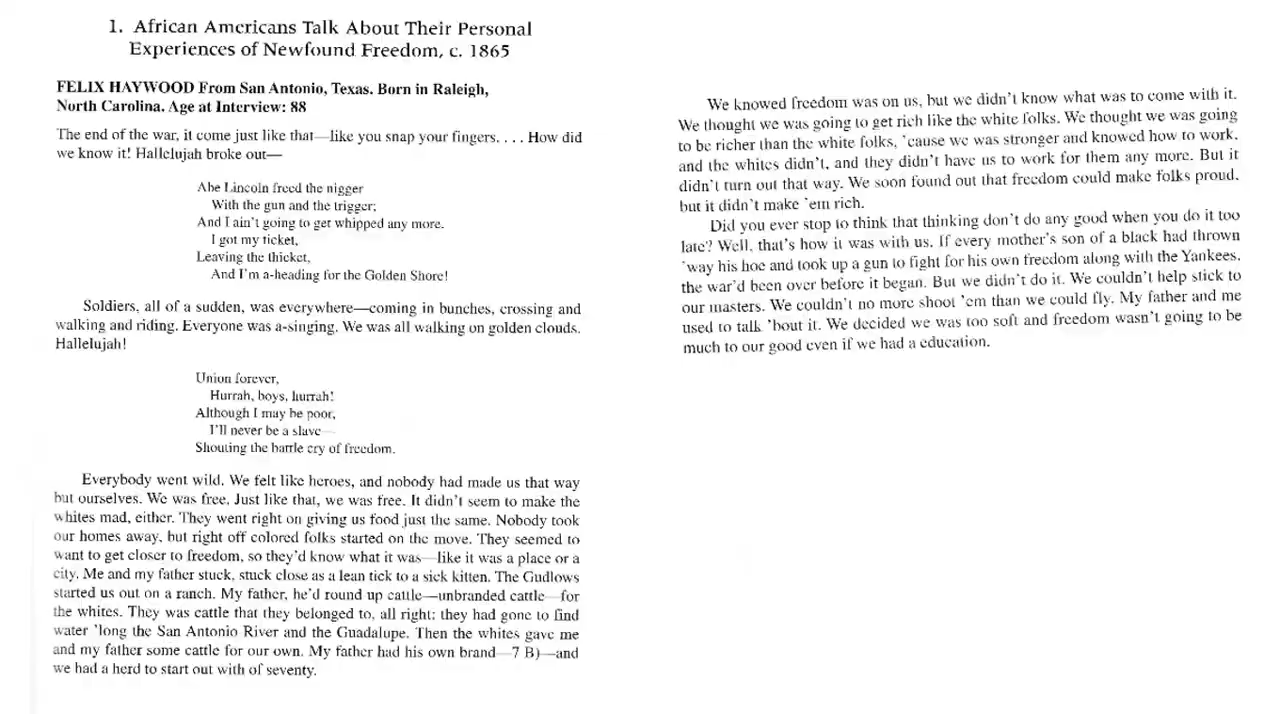 1. African Americans Talk About Their Personal
Experiences of Newfound Freedom, c. 1865
FELIX HAYWOOD From San Antonio, Texas. Born in Raleigh,
North Carolina. Age at Interview: 88
The end of the war, it come just like that—like you snap your fingers. . . . How did
we know it! Hallelujah broke out—
Abe Lincoln freed the nigger
With the gun and the trigger;
And I ain't going to get whipped any more.
I got my ticket,
Leaving the thicket,
And I'm a-heading for the Golden Shore!
Soldiers, all of a sudden, was everywhere—coming in bunches, crossing and
walking and riding. Everyone was a-singing. We was all walking on golden clouds.
Hallelujah!
Union forever,
Hurrah, boys, hurrah!
Although I may be poor,
I'll never be a slave—
Shouting the battle cry of freedom.
Everybody went wild. We felt like heroes, and nobody had made us that way
but ourselves. We was free. Just like that, we was free. It didn't seem to make the
whites mad, either. They went right on giving us food just the same. Nobody took
our homes away, but right off colored folks started on the move. They seemed to
want to get closer to freedom, so they'd know what it was—like it was a place or a
city. Me and my father stuck, stuck close as a lean tick to a sick kitten. The Gudlows
started us out on a ranch. My father, he'd round up cattle—unbranded cattle—for
the whites. They was cattle that they belonged to, all right; they had gone to find
water 'long the San Antonio River and the Guadalupe. Then the whites gave me
and my father some cattle for our own. My father had his own brand—7 B)—and
we had a herd to start out with of seventy.
We knowed freedom was on us, but we didn't know what was to come with it.
We thought we was going to get rich like the white folks. We thought we was going
to be richer than the white folks, 'cause we was stronger and knowed how to work,
and the whites didn't, and they didn't have us to work for them any more. But it
didn't turn out that way. We soon found out that freedom could make folks proud,
but it didn't make 'em rich.
Did you ever stop to think that thinking don't do any good when you do it too
late? Well, that's how it was with us. If every mother's son of a black had thrown
'way his hoe and took up a gun to fight for his own freedom along with the Yankees,
the war'd been over before it began. But we didn't do it. We couldn't help stick to
our masters. We couldn't no more shoot 'em than we could fly. My father and me
used to talk 'bout it. We decided we was too soft and freedom wasn't going to be
much to our good even if we had a education.